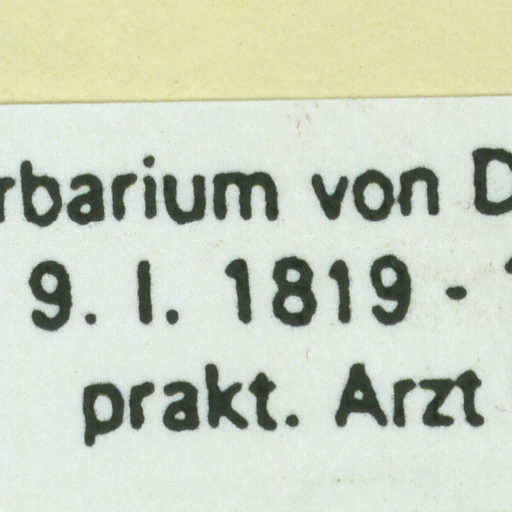 rbarium von D
9. I. 1819 -
prakt. Arzt